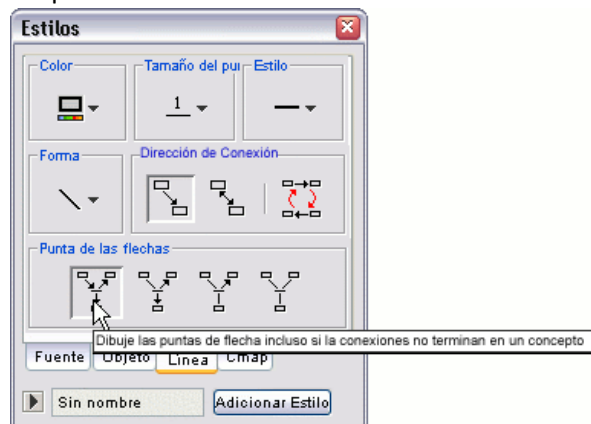 Estilos
Color
Tamaño del pu
Estilo
1
Forma
Dirección de Conexión
Punta de las flechas
Dibuje las puntas de flecha incluso si la conexiones no terminan en un concepto
Fuente Objeto Línea Cmap
Sin nombre
Adicionar Estilo